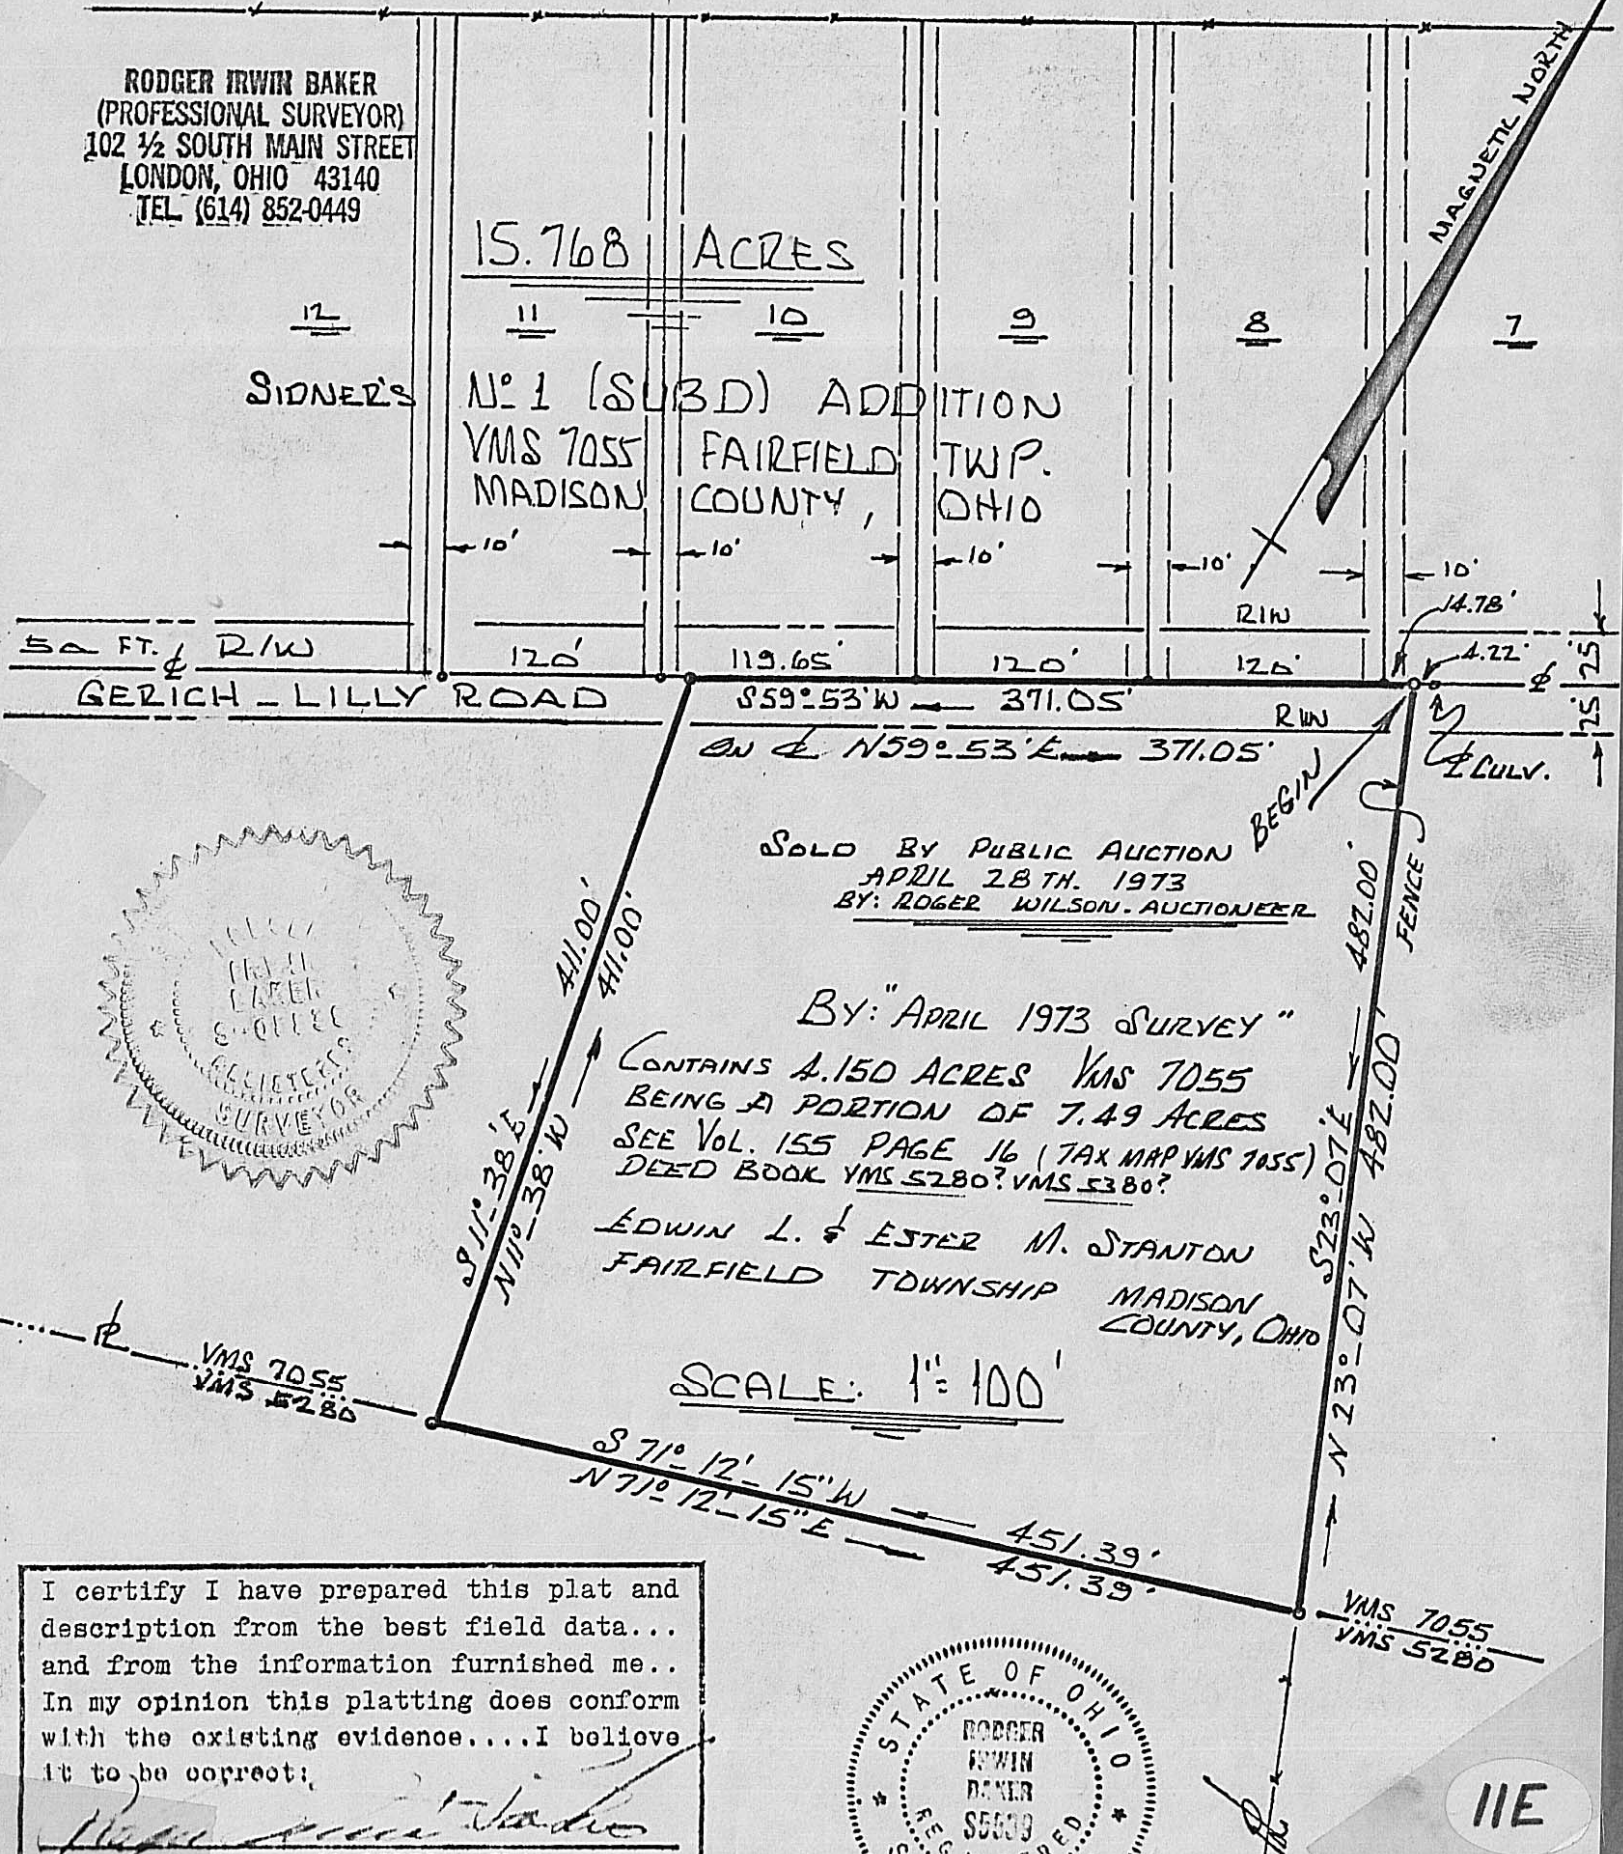 RODGER IRWIN BAKER
(PROFESSIONAL SURVEYOR)
102 ½ SOUTH MAIN STREET
LONDON, OHIO 43140
TEL. (614) 852-0449
MAGNETIC NORTH
15.768 ACRES
12 11 10 9 8 7
SIDNER'S Nº 1 (SUBD) ADDITION
VMS 7055 FAIRFIELD TWP.
MADISON COUNTY, OHIO
10' 10' 10' 10' 10'
14.78'
R/W
50 FT. R/W
120' 119.65' 120' 120'
4.22'
25'
25'
GERICH-LILLY ROAD
S59°-53'W 371.05'
R/W
ON ℄ N59°-53'E 371.05'
℄ CULV.
BEGIN
SOLD BY PUBLIC AUCTION
APRIL 28TH. 1973
BY: ROGER WILSON. AUCTIONEER
FENCE
411.00'
411.00'
S 11°-38'E
N 11°-38'W
482.00'
482.00'
S23°-07'E
N 23°-07'W
BY: "APRIL 1973 SURVEY"
CONTAINS 4.150 ACRES VMS 7055
BEING A PORTION OF 7.49 ACRES
SEE VOL. 155 PAGE 16 (TAX MAP VMS 7055)
DEED BOOK VMS 5280? VMS 5380?
EDWIN L. & ESTER M. STANTON
FAIRFIELD TOWNSHIP MADISON
COUNTY, OHIO
SCALE: 1"= 100'
VMS 7055
VMS 5280
S 71°-12'-15"W
N 71°-12'-15"E
451.39'
451.39'
VMS 7055
VMS 5280
I certify I have prepared this plat and
description from the best field data...
and from the information furnished me..
In my opinion this platting does conform
with the existing evidence....I believe
it to be correct:
STATE OF OHIO
RODGER
IRWIN
BAKER
S5539
SURVEYOR
11E